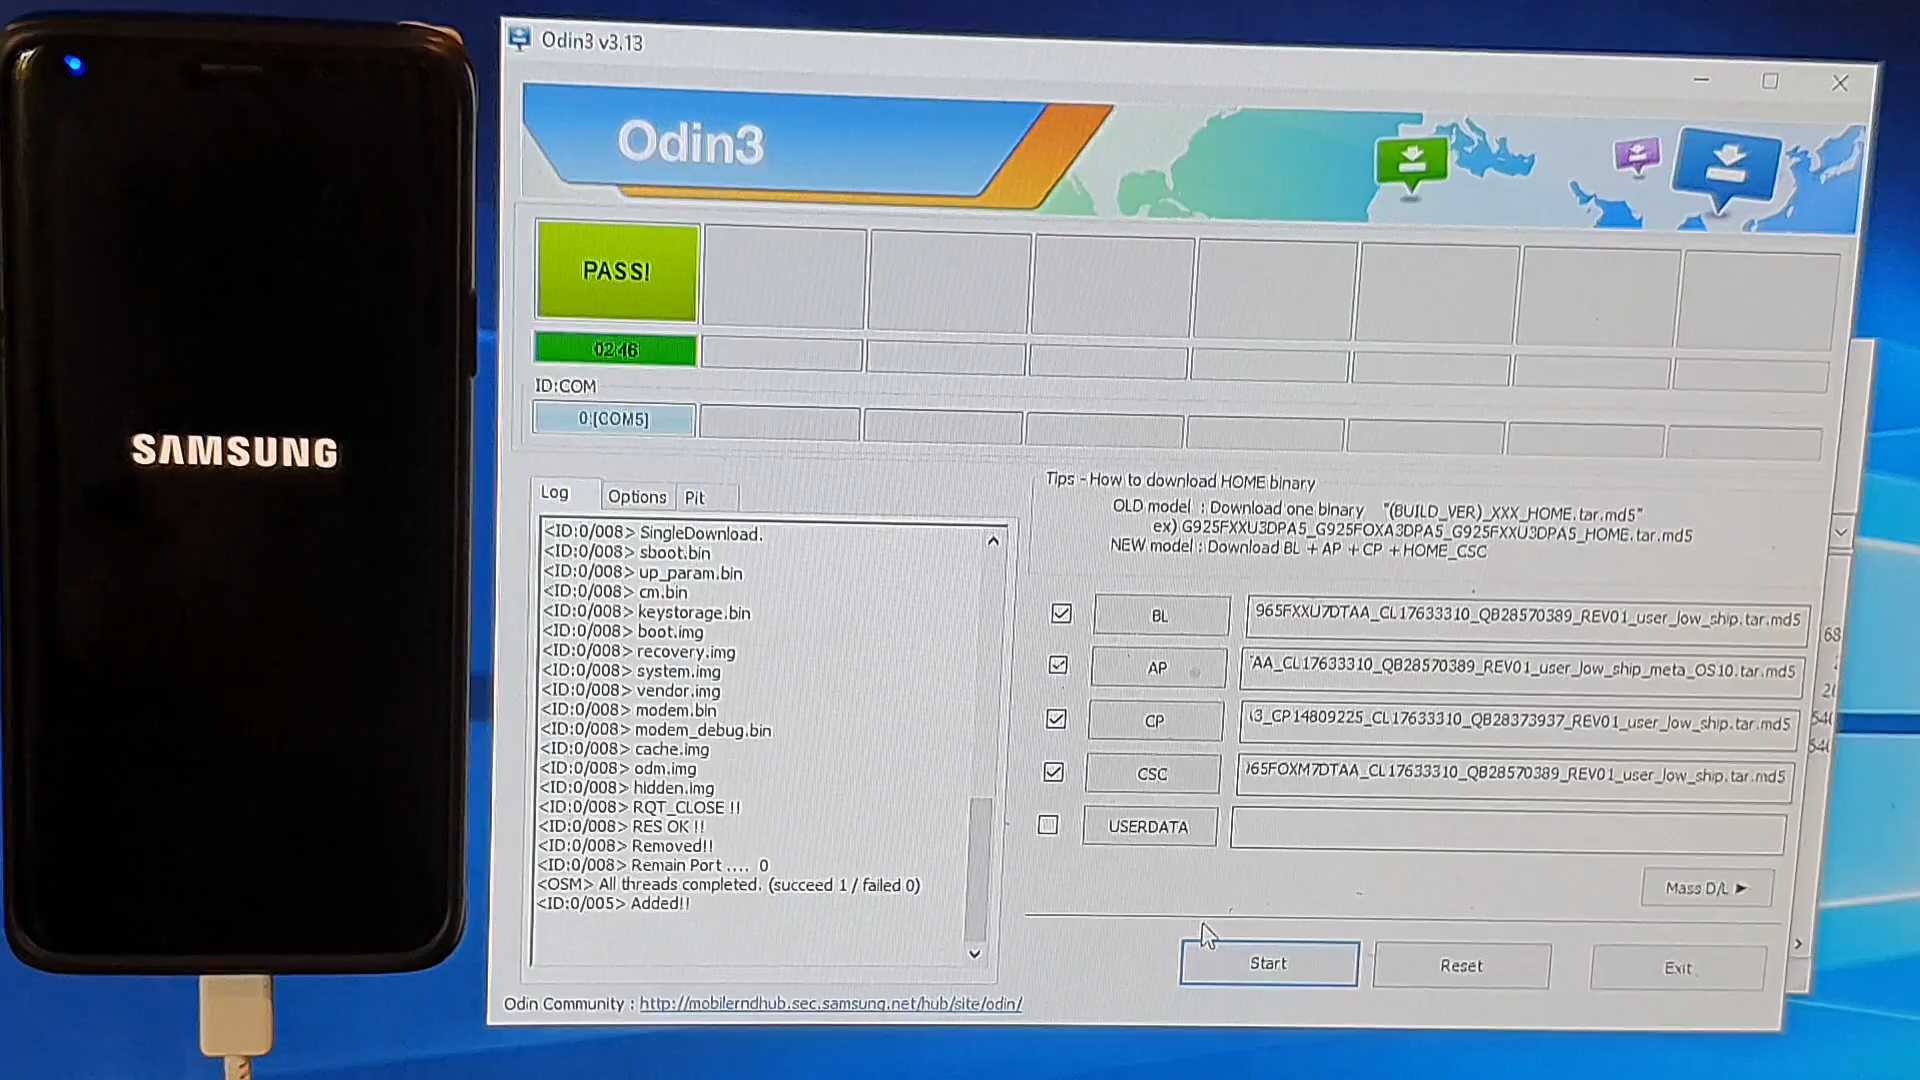 SAMSUNG
Odin3 v3.13
Odin3
PASS!
02:46
ID:COM
0:[COM5]
Log
Options
Pit
<ID:0/008> SingleDownload.
<ID:0/008> sboot.bin
<ID:0/008> up_param.bin
<ID:0/008> cm.bin
<ID:0/008> keystorage.bin
<ID:0/008> boot.img
<ID:0/008> recovery.img
<ID:0/008> system.img
<ID:0/008> vendor.img
<ID:0/008> modem.bin
<ID:0/008> modem_debug.bin
<ID:0/008> cache.img
<ID:0/008> odm.img
<ID:0/008> hidden.img
<ID:0/008> RQT_CLOSE !!
<ID:0/008> RES OK !!
<ID:0/008> Removed!!
<ID:0/008> Remain Port .... 0
<OSM> All threads completed. (succeed 1 / failed 0)
<ID:0/005> Added!!
Tips - How to download HOME binary
OLD model : Download one binary "(BUILD_VER)_XXX_HOME.tar.md5"
ex) G925FXXU3DPA5_G925FOXA3DPA5_G925FXXU3DPA5_HOME.tar.md5
NEW model : Download BL + AP + CP + HOME_CSC
BL 965FXXU7DTAA_CL17633310_QB28570389_REV01_user_low_ship.tar.md5
AP AA_CL17633310_QB28570389_REV01_user_low_ship_meta_OS10.tar.md5
CP 3_CP14809225_CL17633310_QB28373937_REV01_user_low_ship.tar.md5
CSC 965FOXM7DTAA_CL17633310_QB28570389_REV01_user_low_ship.tar.md5
USERDATA
Mass D/L ►
Start
Reset
Exit
Odin Community : http://mobilerndhub.sec.samsung.net/hub/site/odin/
68
540